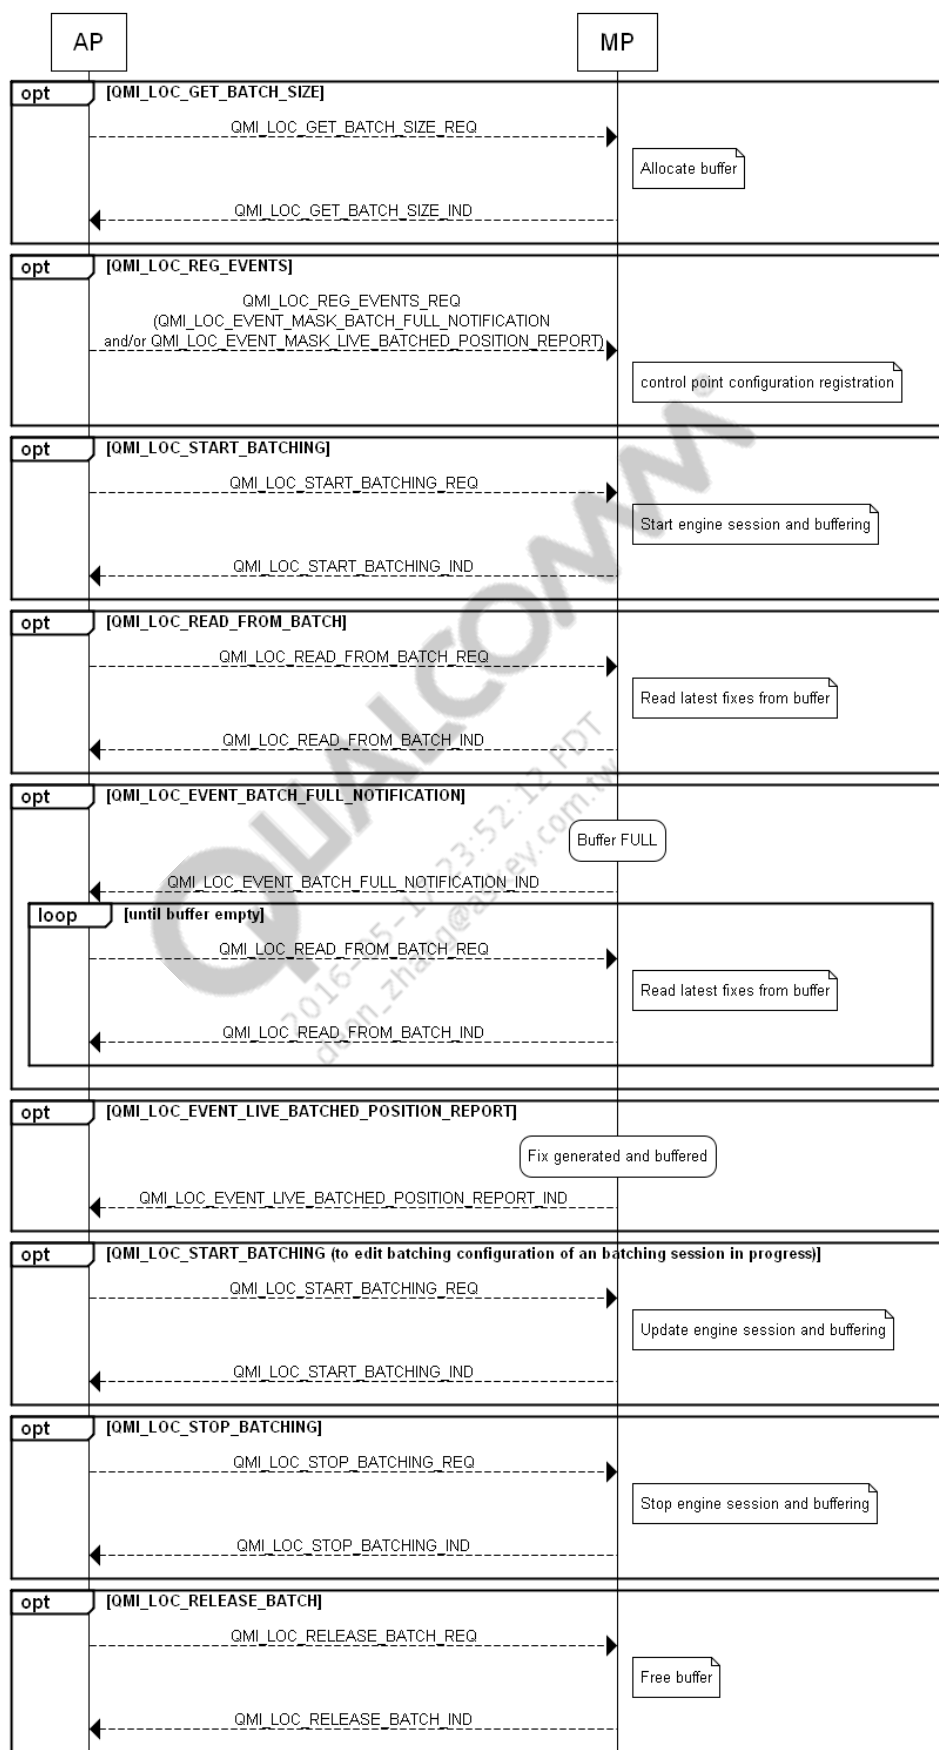 AP
MP
opt [QMI_LOC_GET_BATCH_SIZE]
QMI_LOC_GET_BATCH_SIZE_REQ
Allocate buffer
QMI_LOC_GET_BATCH_SIZE_IND
opt [QMI_LOC_REG_EVENTS]
QMI_LOC_REG_EVENTS_REQ
(QMI_LOC_EVENT_MASK_BATCH_FULL_NOTIFICATION
and/or QMI_LOC_EVENT_MASK_LIVE_BATCHED_POSITION_REPORT)
control point configuration registration
opt [QMI_LOC_START_BATCHING]
QMI_LOC_START_BATCHING_REQ
Start engine session and buffering
QMI_LOC_START_BATCHING_IND
opt [QMI_LOC_READ_FROM_BATCH]
QMI_LOC_READ_FROM_BATCH_REQ
Read latest fixes from buffer
QMI_LOC_READ_FROM_BATCH_IND
opt [QMI_LOC_EVENT_BATCH_FULL_NOTIFICATION]
Buffer FULL
QMI_LOC_EVENT_BATCH_FULL_NOTIFICATION_IND
loop [until buffer empty]
QMI_LOC_READ_FROM_BATCH_REQ
Read latest fixes from buffer
QMI_LOC_READ_FROM_BATCH_IND
opt [QMI_LOC_EVENT_LIVE_BATCHED_POSITION_REPORT]
Fix generated and buffered
QMI_LOC_EVENT_LIVE_BATCHED_POSITION_REPORT_IND
opt [QMI_LOC_START_BATCHING (to edit batching configuration of an batching session in progress)]
QMI_LOC_START_BATCHING_REQ
Update engine session and buffering
QMI_LOC_START_BATCHING_IND
opt [QMI_LOC_STOP_BATCHING]
QMI_LOC_STOP_BATCHING_REQ
Stop engine session and buffering
QMI_LOC_STOP_BATCHING_IND
opt [QMI_LOC_RELEASE_BATCH]
QMI_LOC_RELEASE_BATCH_REQ
Free buffer
QMI_LOC_RELEASE_BATCH_IND
QUALCOMM